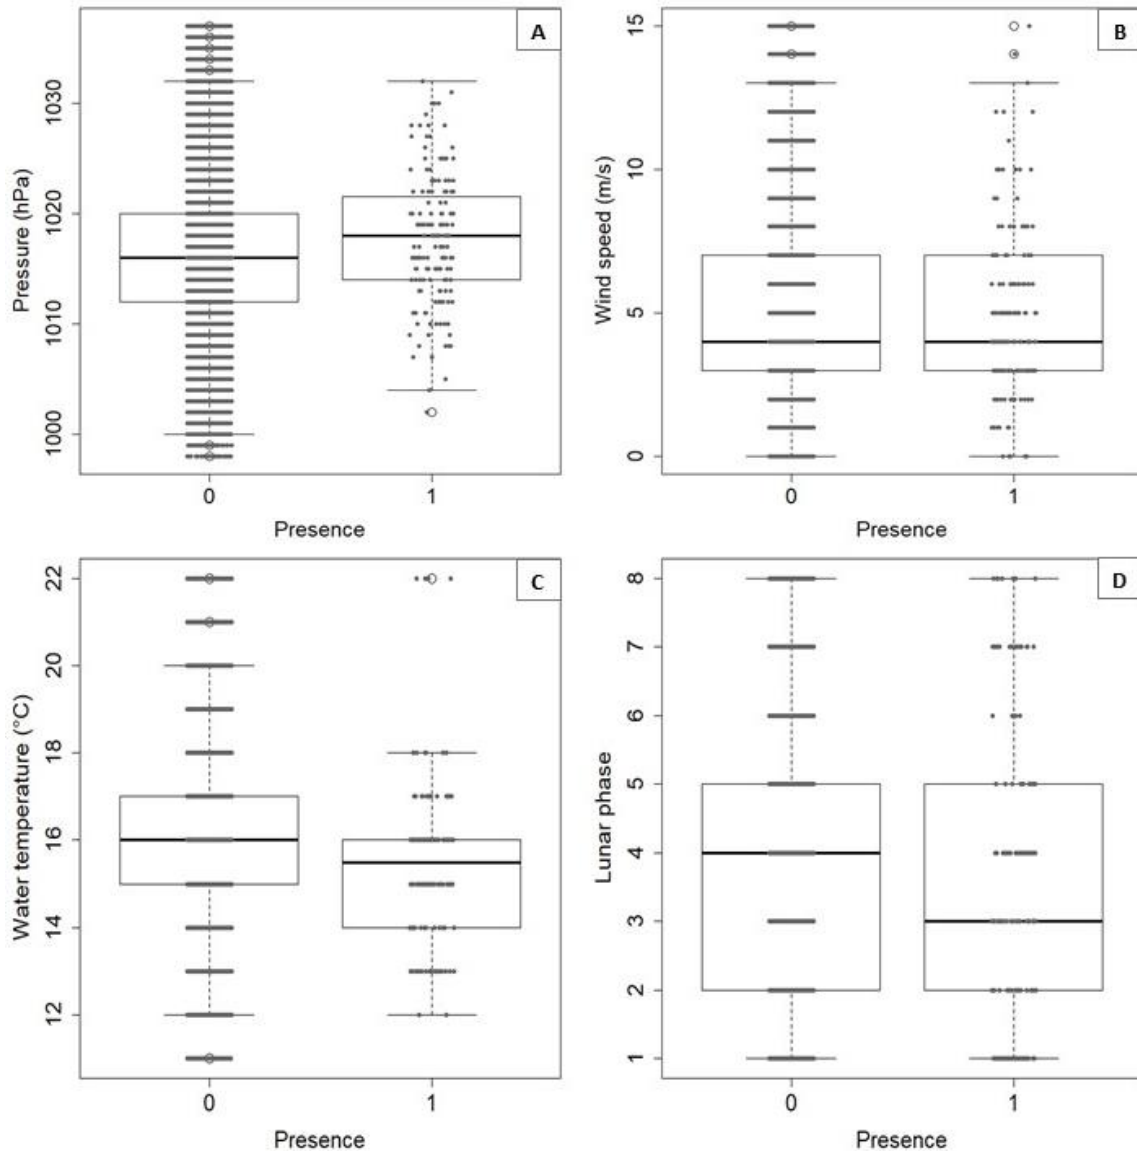 A
Pressure (hPa)
1030
1020
1010
1000
0 1
Presence
B
Wind speed (m/s)
15
10
5
0
0 1
Presence
C
Water temperature (°C)
22
20
18
16
14
12
0 1
Presence
D
Lunar phase
8
7
6
5
4
3
2
1
0 1
Presence